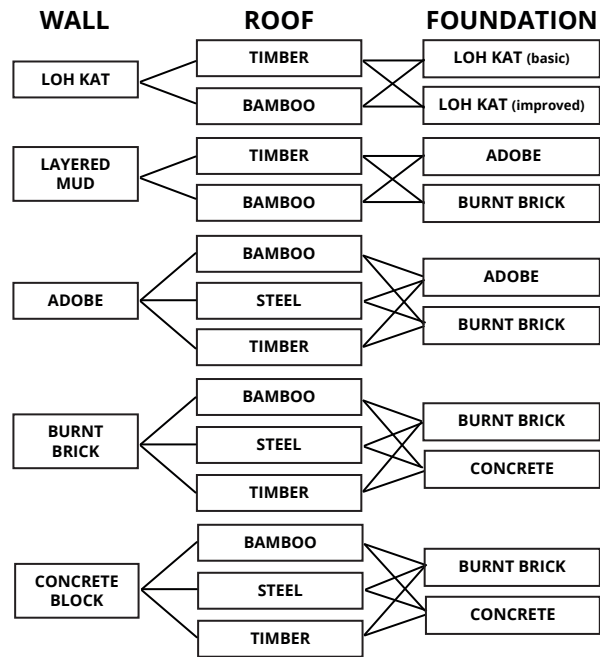 WALL
ROOF
FOUNDATION
LOH KAT
TIMBER
BAMBOO
LOH KAT (basic)
LOH KAT (improved)
LAYERED
MUD
TIMBER
BAMBOO
ADOBE
BURNT BRICK
ADOBE
BAMBOO
STEEL
TIMBER
ADOBE
BURNT BRICK
BURNT
BRICK
BAMBOO
STEEL
TIMBER
BURNT BRICK
CONCRETE
CONCRETE
BLOCK
BAMBOO
STEEL
TIMBER
BURNT BRICK
CONCRETE